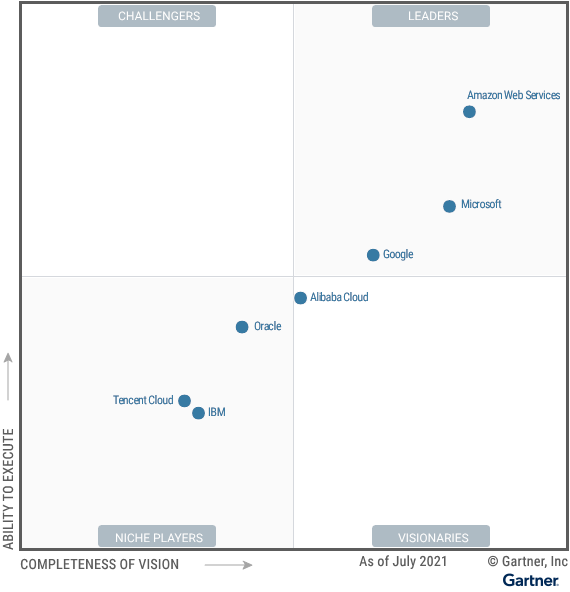 CHALLENGERS
LEADERS
Amazon Web Services
Microsoft
Google
Alibaba Cloud
Oracle
Tencent Cloud
IBM
ABILITY TO EXECUTE
NICHE PLAYERS
VISIONARIES
COMPLETENESS OF VISION
As of July 2021
© Gartner, Inc
Gartner